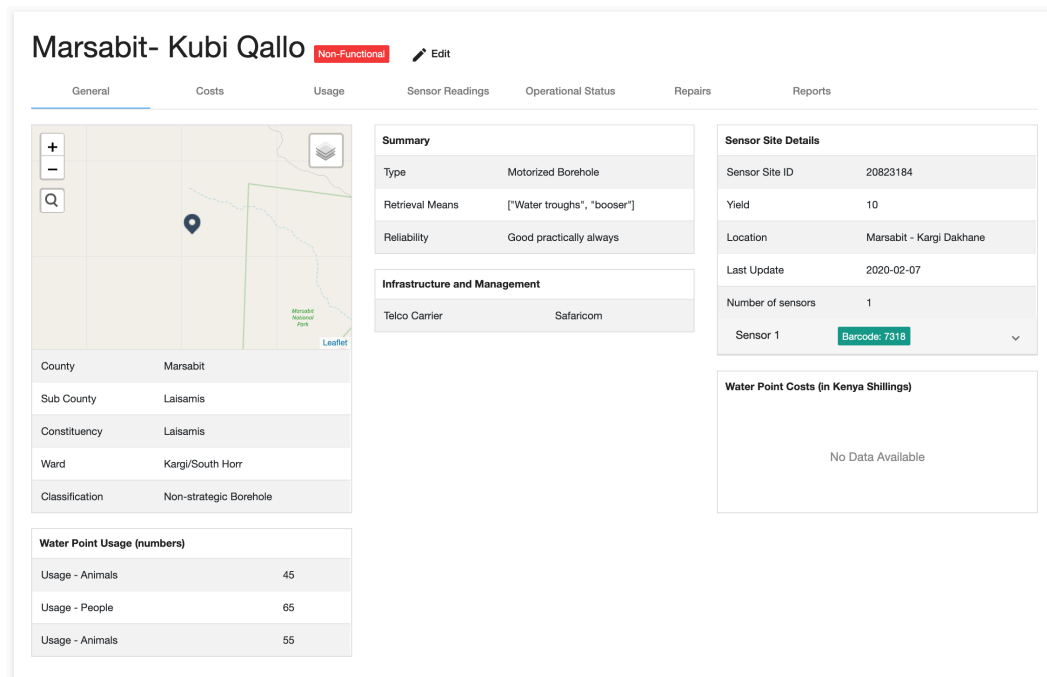 Marsabit- Kubi Qallo Non-Functional Edit
General Costs Usage Sensor Readings Operational Status Repairs Reports
+
−
Marsabit
National
Park
Leaflet
County Marsabit
Sub County Laisamis
Constituency Laisamis
Ward Kargi/South Horr
Classification Non-strategic Borehole
Water Point Usage (numbers)
Usage - Animals 45
Usage - People 65
Usage - Animals 55
Summary
Type Motorized Borehole
Retrieval Means ["Water troughs", "booser"]
Reliability Good practically always
Infrastructure and Management
Telco Carrier Safaricom
Sensor Site Details
Sensor Site ID 20823184
Yield 10
Location Marsabit - Kargi Dakhane
Last Update 2020-02-07
Number of sensors 1
Sensor 1 Barcode: 7318
Water Point Costs (in Kenya Shillings)
No Data Available